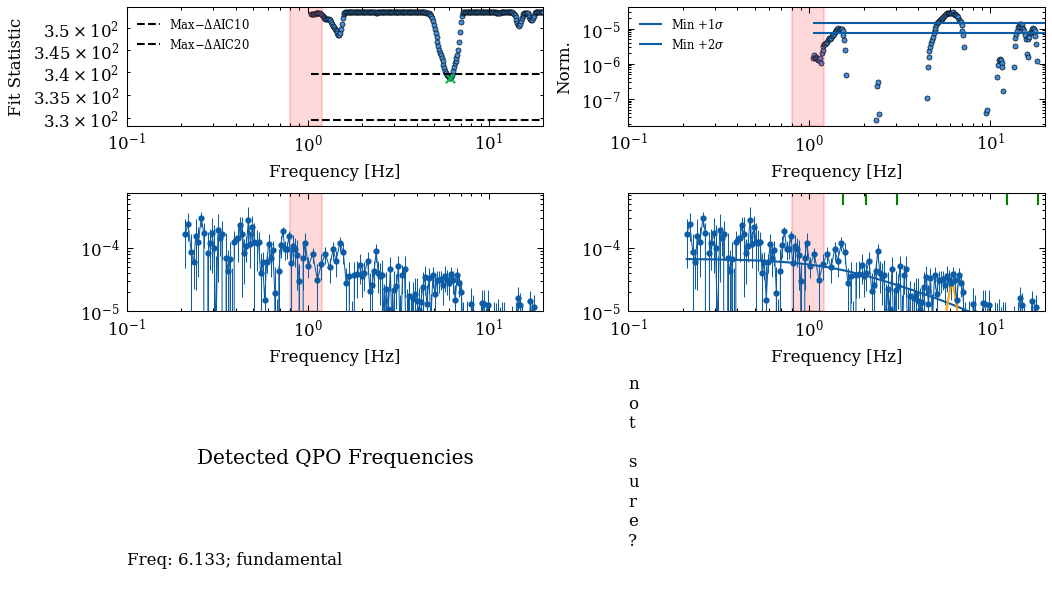 Fit Statistic
3.5 × 10²
3.45 × 10²
3.4 × 10²
3.35 × 10²
3.3 × 10²
Max−ΔAIC10
Max−ΔAIC20
10⁻¹
10⁰
10¹
Frequency [Hz]
Norm.
10⁻⁵
10⁻⁶
10⁻⁷
Min +1σ
Min +2σ
10⁻¹
10⁰
10¹
Frequency [Hz]
10⁻⁴
10⁻⁵
10⁻¹
10⁰
10¹
Frequency [Hz]
10⁻⁴
10⁻⁵
10⁻¹
10⁰
10¹
Frequency [Hz]
Detected QPO Frequencies
Freq: 6.133; fundamental
n
o
t
s
u
r
e
?